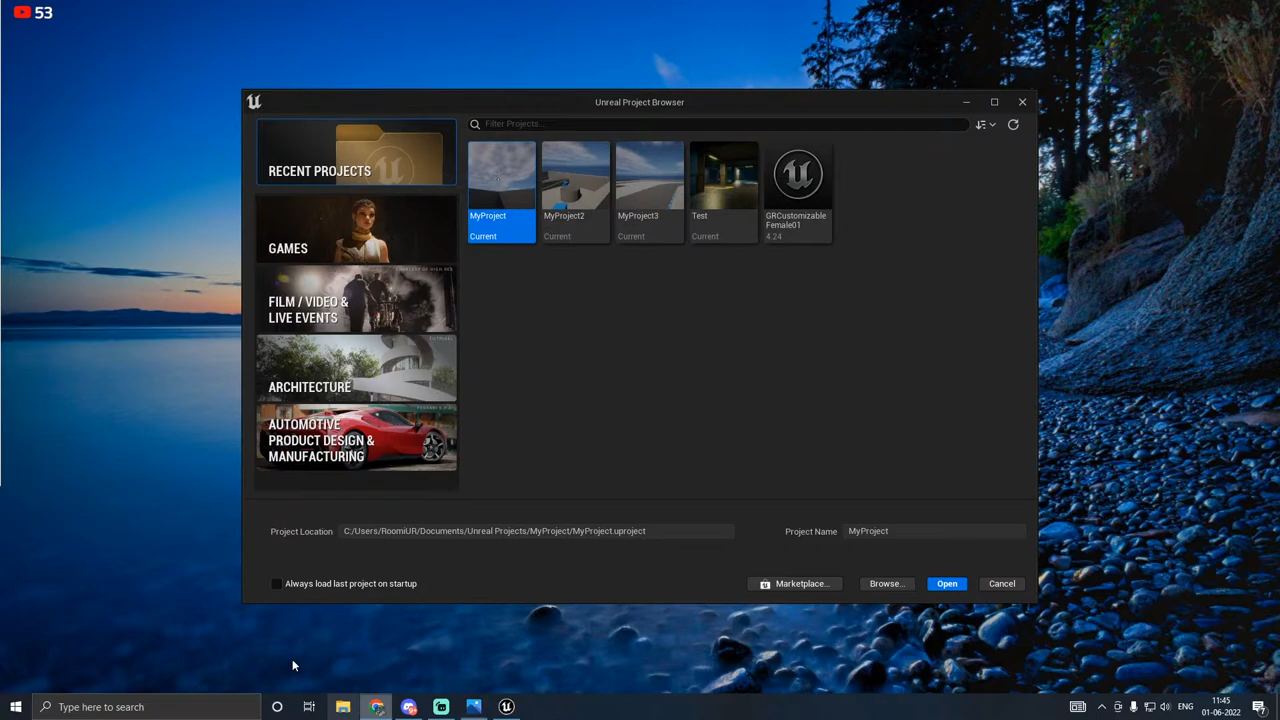 53
Unreal Project Browser
RECENT PROJECTS
Filter Projects...
MyProject
Current
MyProject2
Current
MyProject3
Current
Test
Current
GRCustomizable
Female01
4.24
GAMES
FILM / VIDEO &
LIVE EVENTS
ARCHITECTURE
AUTOMOTIVE
PRODUCT DESIGN &
MANUFACTURING
Project Location
C:/Users/RoomiUR/Documents/Unreal Projects/MyProject/MyProject.uproject
Project Name
MyProject
Always load last project on startup
Marketplace...
Browse...
Open
Cancel
Type here to search
ENG
11:45
01-06-2022
7